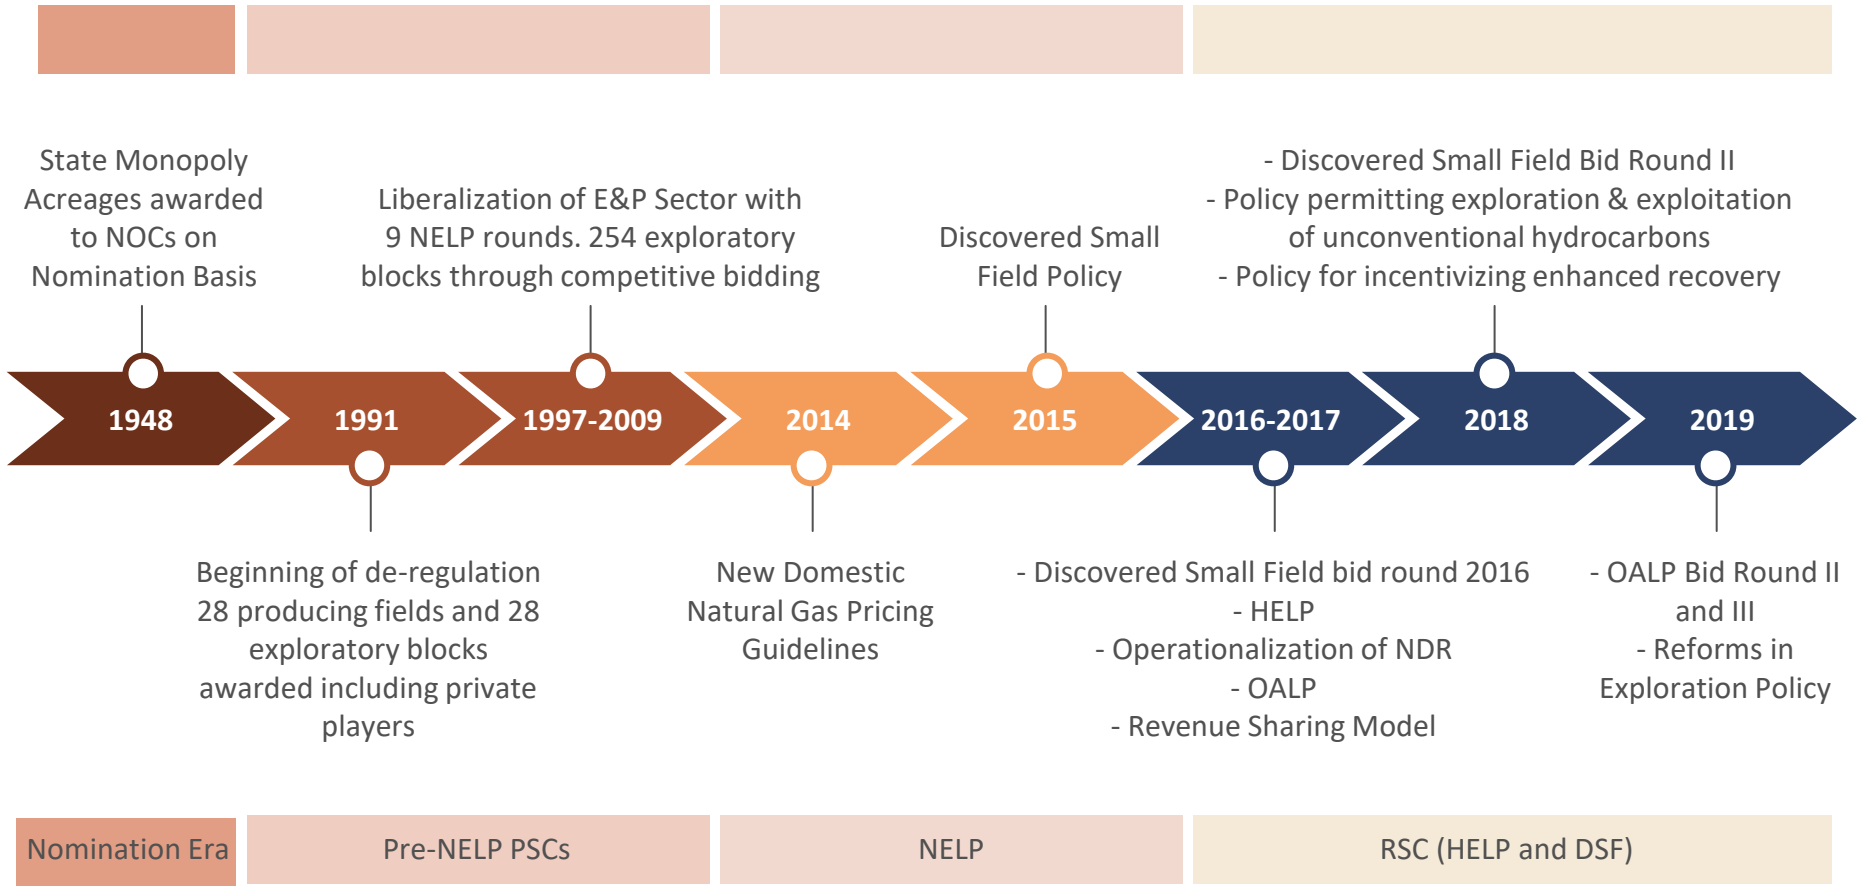 State Monopoly
Acreages awarded
to NOCs on
Nomination Basis
Liberalization of E&P Sector with
9 NELP rounds. 254 exploratory
blocks through competitive bidding
Discovered Small
Field Policy
- Discovered Small Field Bid Round II
- Policy permitting exploration & exploitation
of unconventional hydrocarbons
- Policy for incentivizing enhanced recovery
1948
1991
1997-2009
2014
2015
2016-2017
2018
2019
Beginning of de-regulation
28 producing fields and 28
exploratory blocks
awarded including private
players
New Domestic
Natural Gas Pricing
Guidelines
- Discovered Small Field bid round 2016
- HELP
- Operationalization of NDR
- OALP
- Revenue Sharing Model
- OALP Bid Round II
and III
- Reforms in
Exploration Policy
Nomination Era
Pre-NELP PSCs
NELP
RSC (HELP and DSF)